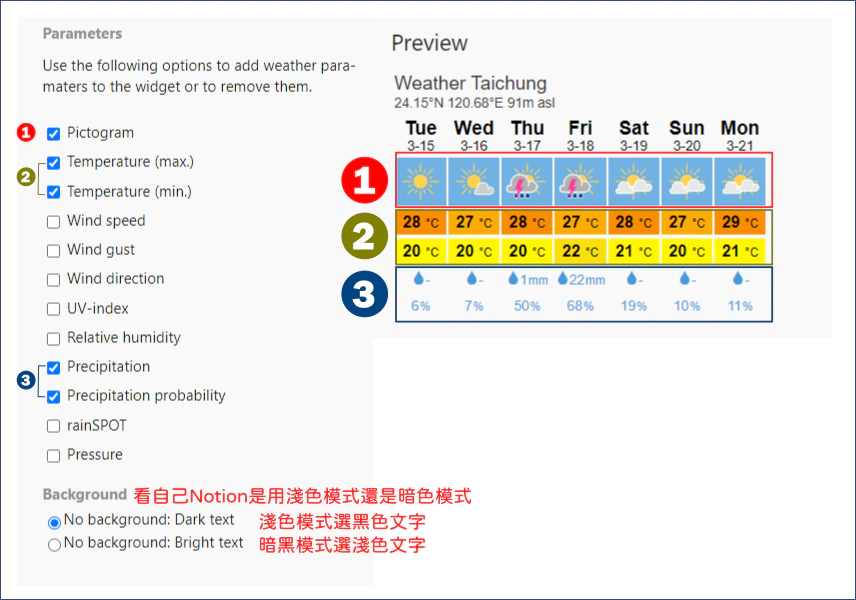 Parameters
Use the following options to add weather para-
maters to the widget or to remove them.
1 Pictogram
2 Temperature (max.)
Temperature (min.)
Wind speed
Wind gust
Wind direction
UV-index
Relative humidity
3 Precipitation
Precipitation probability
rainSPOT
Pressure
Background 看自己Notion是用淺色模式還是暗色模式
No background: Dark text 淺色模式選黑色文字
No background: Bright text 暗黑模式選淺色文字
Preview
Weather Taichung
24.15°N 120.68°E 91m asl
Tue Wed Thu Fri Sat Sun Mon
3-15 3-16 3-17 3-18 3-19 3-20 3-21
1
2
28 °C 27 °C 28 °C 27 °C 28 °C 27 °C 29 °C
20 °C 20 °C 20 °C 22 °C 21 °C 20 °C 21 °C
3
- - 1mm 22mm - - -
6% 7% 50% 68% 19% 10% 11%